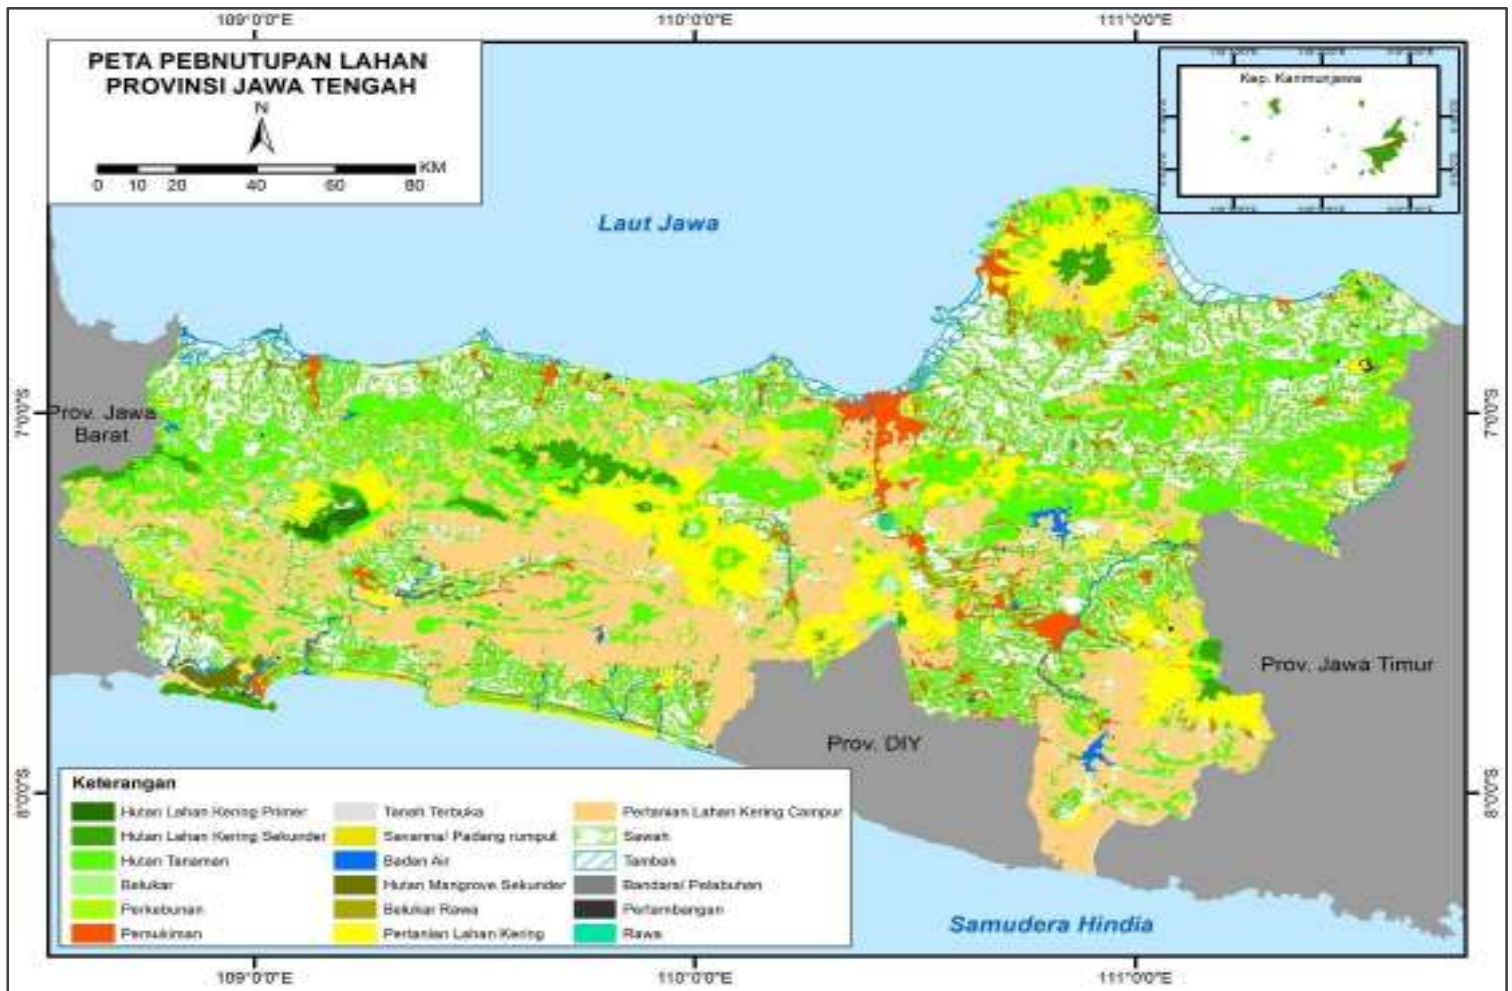 109°0'0"E 110°0'0"E 111°0'0"E
PETA PEBNUTUPAN LAHAN
PROVINSI JAWA TENGAH
N
KM
0 10 20 40 60 80
Kep. Karimunjawa
Laut Jawa
7°0'0"S
7°0'0"S
Prov. Jawa
Barat
Prov. Jawa Timur
Prov. DIY
8°0'0"S
8°0'0"S
Keterangan
Hutan Lahan Kering Primer
Hutan Lahan Kering Sekunder
Hutan Tanaman
Belukar
Perkebunan
Pemukiman
Tanah Terbuka
Savanna/ Padang rumput
Badan Air
Hutan Mangrove Sekunder
Belukar Rawa
Pertanian Lahan Kering
Pertanian Lahan Kering Campur
Sawah
Tambak
Bandara/ Pelabuhan
Pertambangan
Rawa
Samudera Hindia
109°0'0"E 110°0'0"E 111°0'0"E